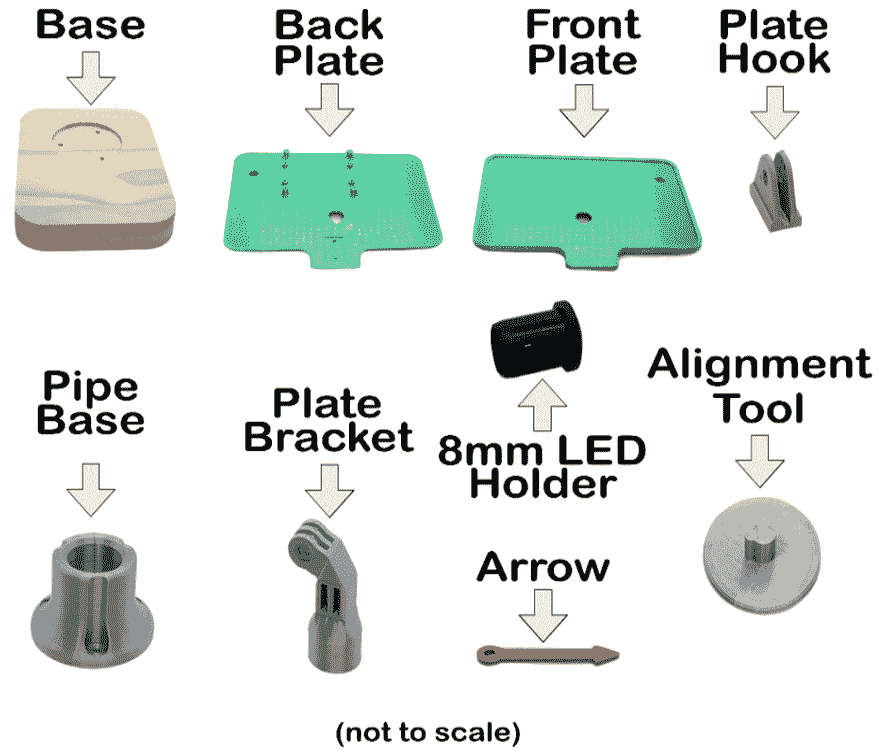 Base
Back
Plate
Front
Plate
Plate
Hook
Pipe
Base
Plate
Bracket
8mm LED
Holder
Alignment
Tool
Arrow
(not to scale)